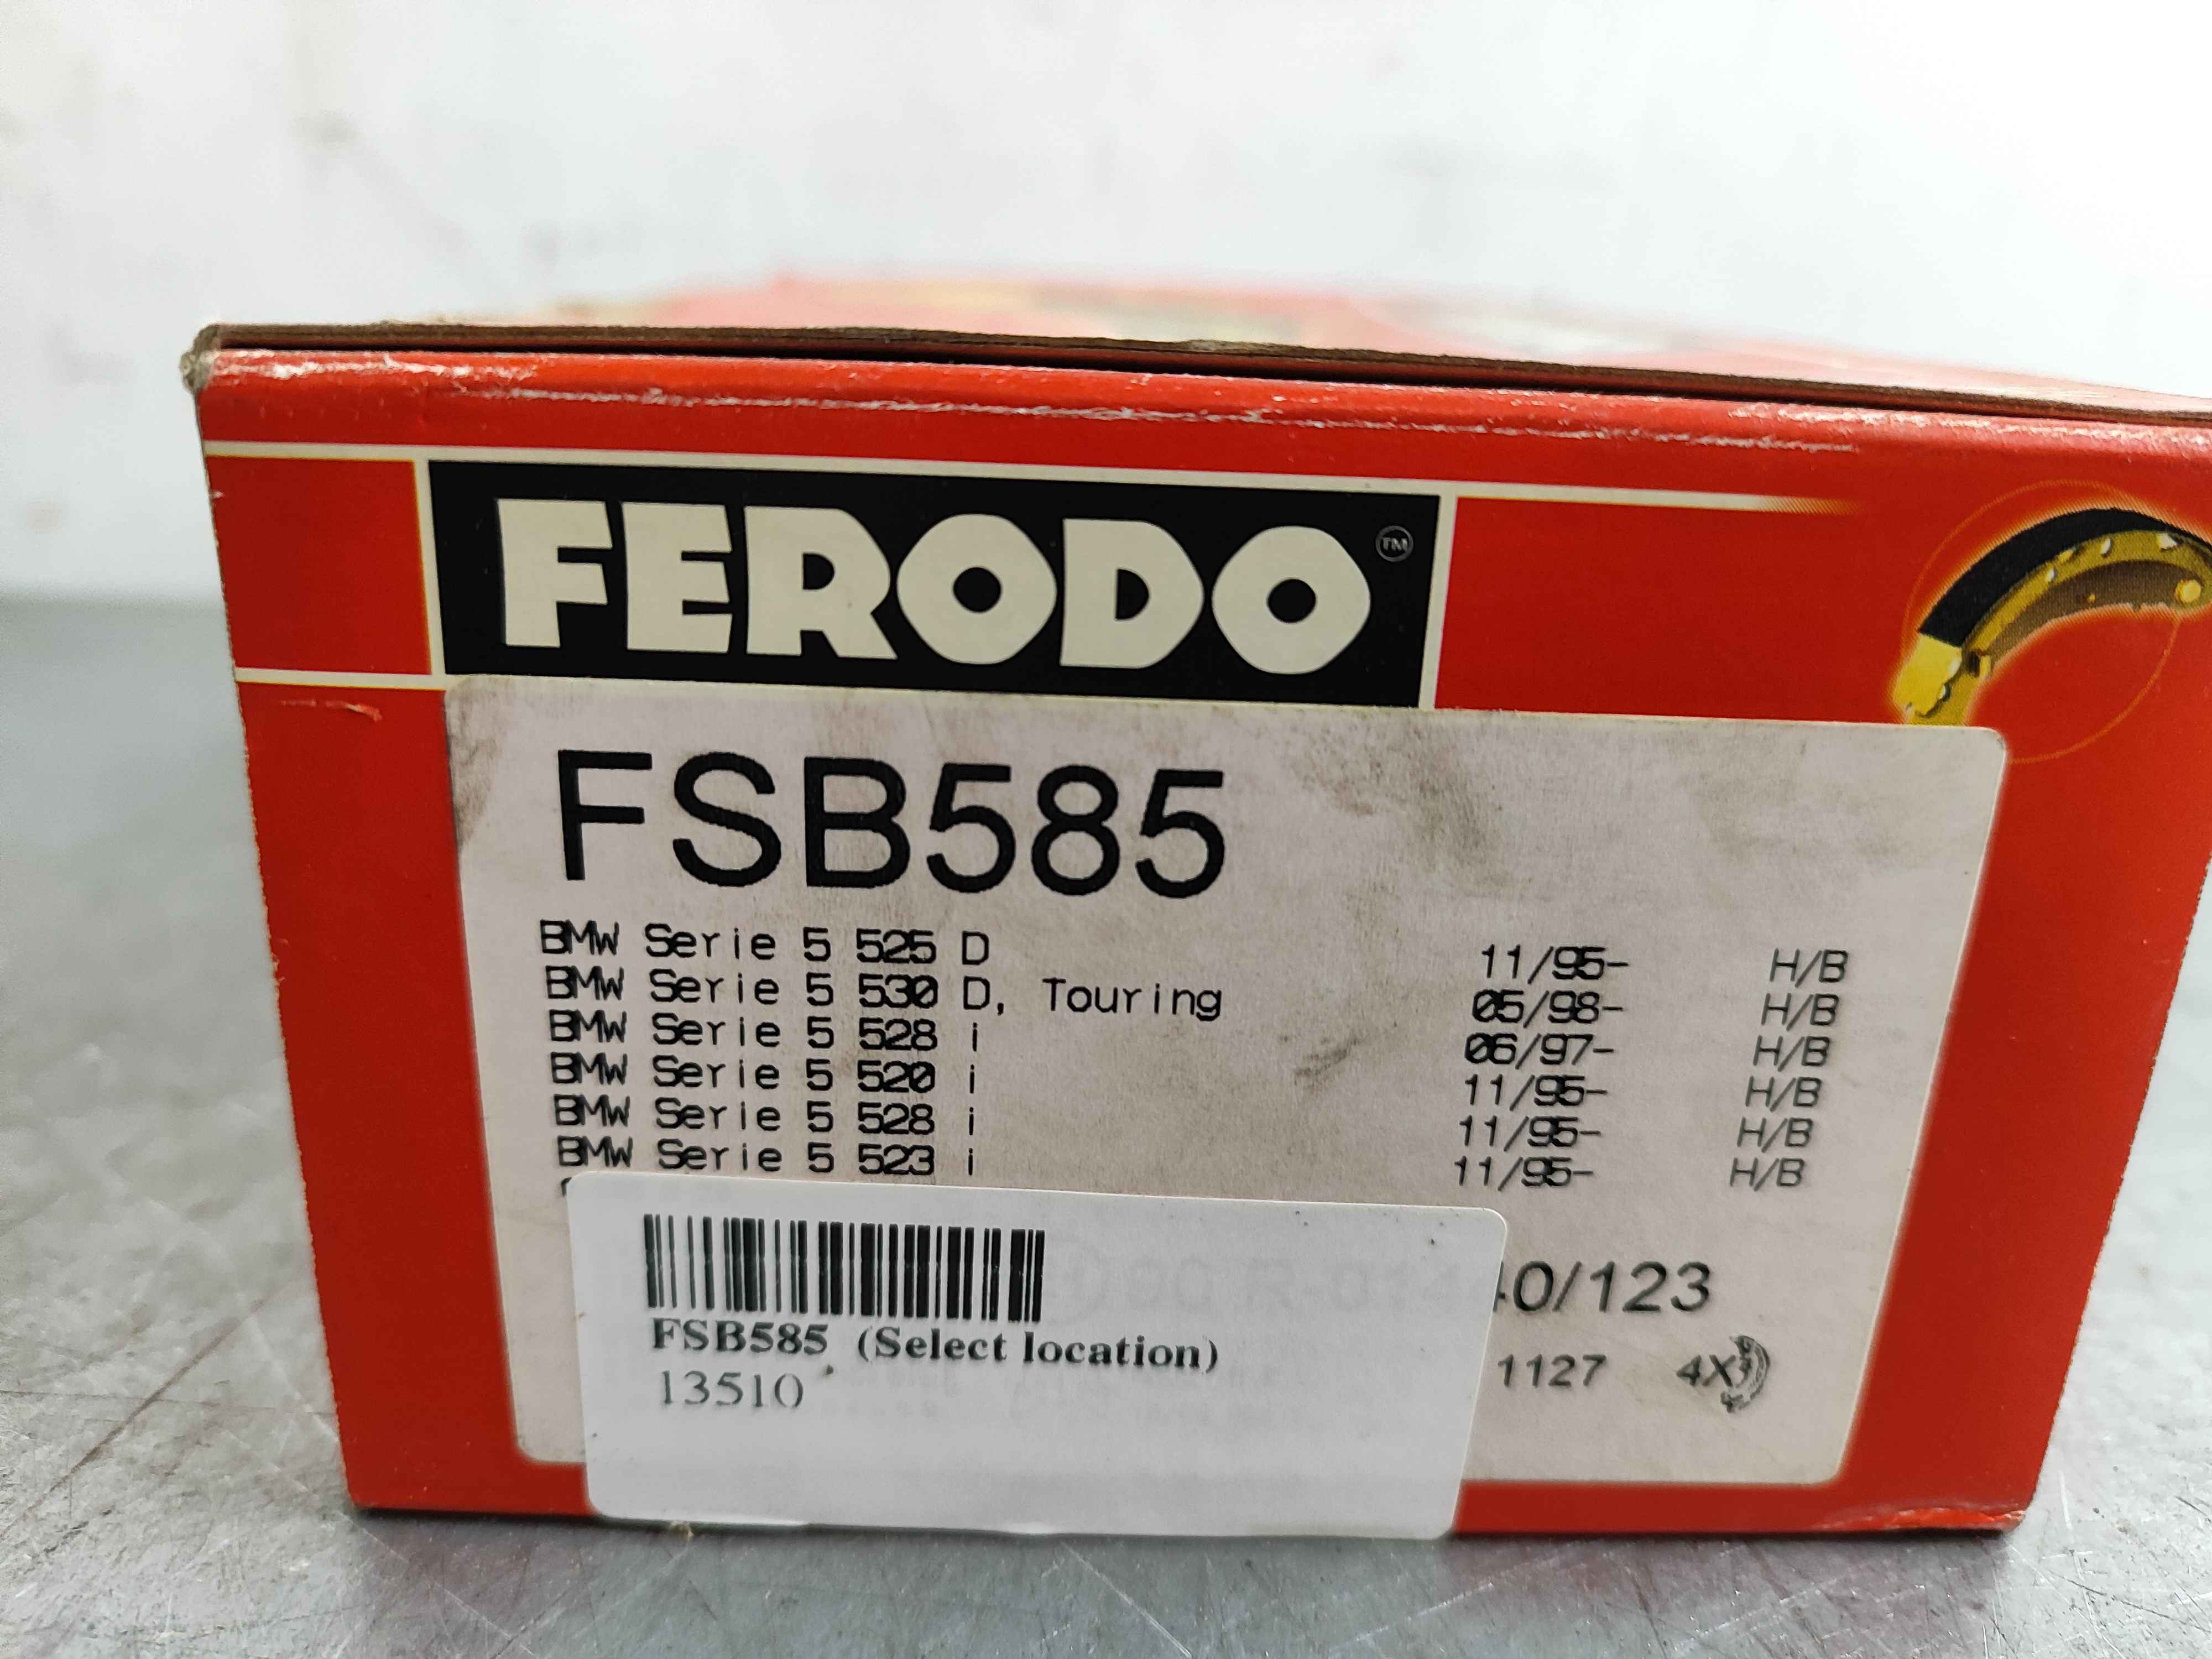 FERODO™
FSB585
BMW Serie 5 525 D 11/95- H/B
BMW Serie 5 530 D, Touring 05/98- H/B
BMW Serie 5 528 i 06/97- H/B
BMW Serie 5 520 i 11/95- H/B
BMW Serie 5 528 i 11/95- H/B
BMW Serie 5 523 i 11/95- H/B
40/123
FSB585 (Select location)
1127 4X
13510